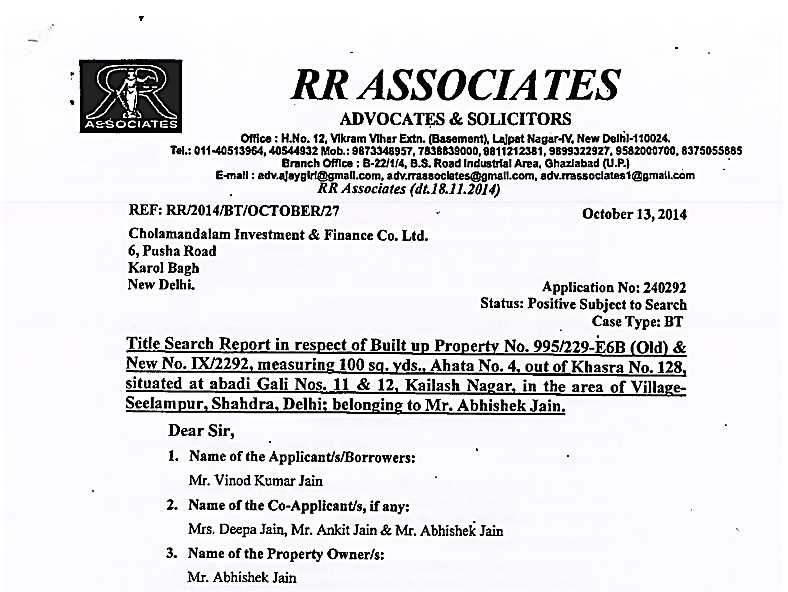 RR ASSOCIATES
ASSOCIATES
ADVOCATES & SOLICITORS
Office : H.No. 12, Vikram Vihar Extn. (Basement), Lajpat Nagar-IV, New Delhi-110024.
Tel.: 011-40513964, 40544932 Mob.: 9873348957, 7838839000, 9811212381, 9899322927, 9582000700, 8375055885
Branch Office : B-22/1/4, B.S. Road Industrial Area, Ghaziabad (U.P.)
E-mail : adv.ajaygiri@gmail.com, adv.rrassociates@gmail.com, adv.rrassociates1@gmail.com
RR Associates (dt.18.11.2014)
REF: RR/2014/BT/OCTOBER/27
October 13, 2014
Cholamandalam Investment & Finance Co. Ltd.
6, Pusha Road
Karol Bagh
New Delhi.
Application No: 240292
Status: Positive Subject to Search
Case Type: BT
Title Search Report in respect of Built up Property No. 995/229-E6B (Old) &
New No. IX/2292, measuring 100 sq. yds., Ahata No. 4, out of Khasra No. 128,
situated at abadi Gali Nos. 11 & 12, Kailash Nagar, in the area of Village-
Seelampur, Shahdra, Delhi; belonging to Mr. Abhishek Jain.
Dear Sir,
1. Name of the Applicant/s/Borrowers:
Mr. Vinod Kumar Jain
2. Name of the Co-Applicant/s, if any:
Mrs. Deepa Jain, Mr. Ankit Jain & Mr. Abhishek Jain
3. Name of the Property Owner/s:
Mr. Abhishek Jain